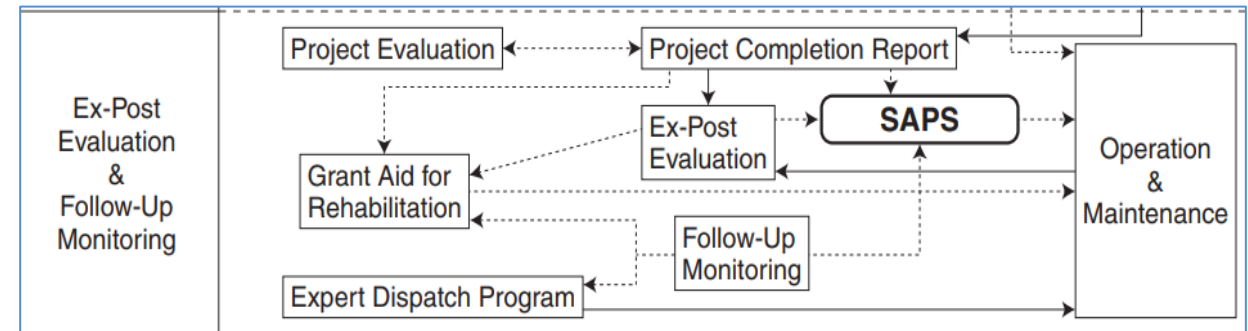 Ex-Post
Evaluation
&
Follow-Up
Monitoring
Project Evaluation
Project Completion Report
Ex-Post
Evaluation
SAPS
Grant Aid for
Rehabilitation
Follow-Up
Monitoring
Expert Dispatch Program
Operation
&
Maintenance